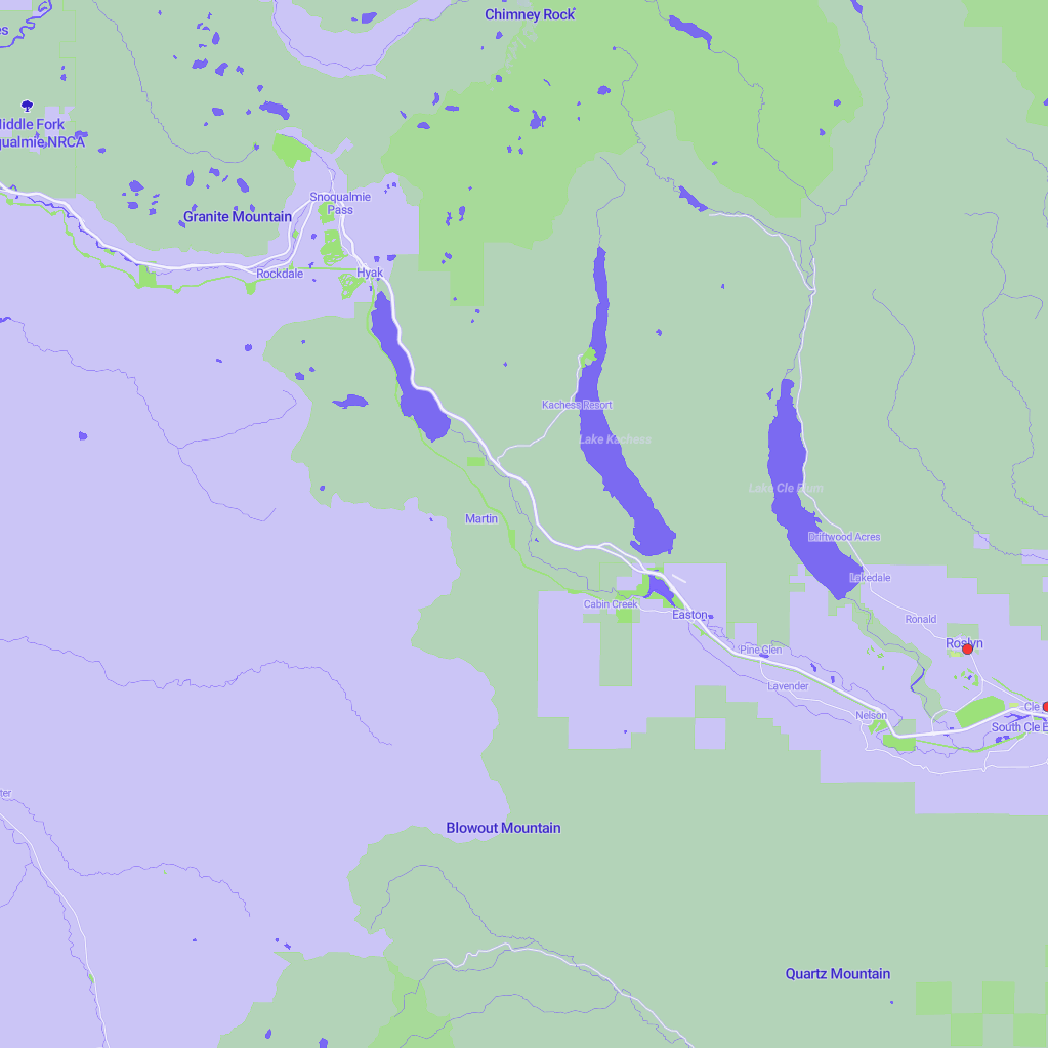 Chimney Rock
es
iddle Fork
qualmie NRCA
Snoqualmie
Pass
Granite Mountain
Rockdale
Hyak
Kachess Resort
Lake Kachess
Lake Cle Elum
Martin
Driftwood Acres
Lakedale
Cabin Creek
Easton
Ronald
Roslyn
Pine Glen
Lavender
Nelson
Cle
South Cle E
ter
Blowout Mountain
Quartz Mountain